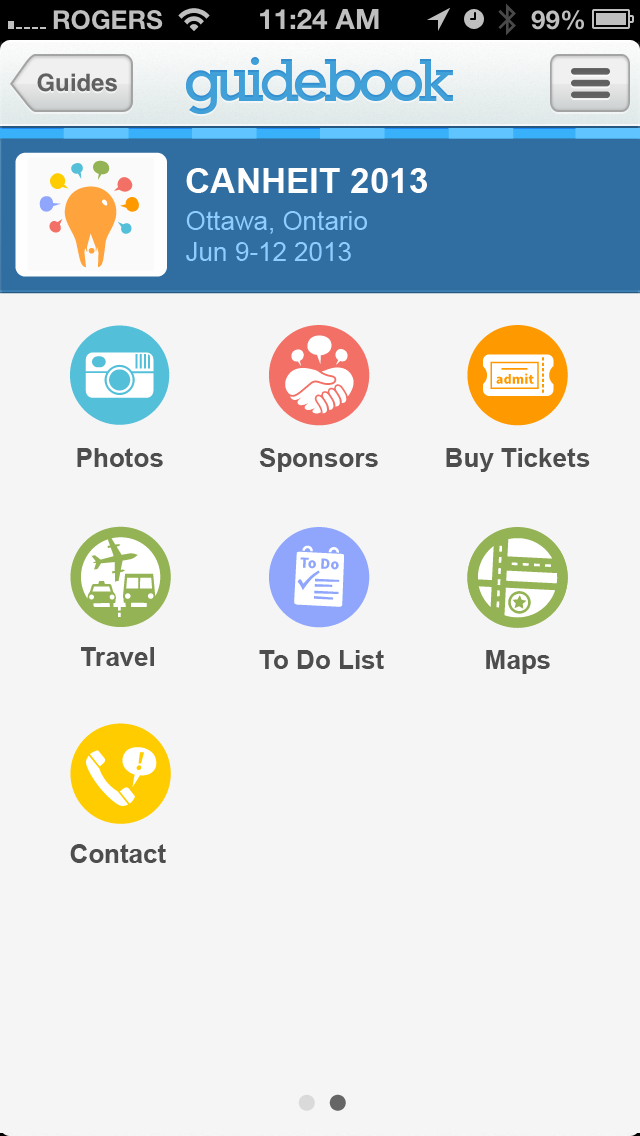 ROGERS 11:24 AM 99%
Guides guidebook
CANHEIT 2013
Ottawa, Ontario
Jun 9-12 2013
admit
Photos Sponsors Buy Tickets
To Do
Travel To Do List Maps
!
Contact